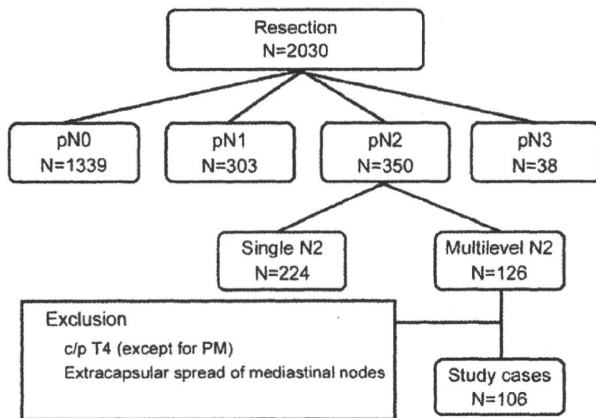 Resection
N=2030
pN0
N=1339
pN1
N=303
pN2
N=350
pN3
N=38
Single N2
N=224
Multilevel N2
N=126
Exclusion
c/p T4 (except for PM)
Extracapsular spread of mediastinal nodes
Study cases
N=106